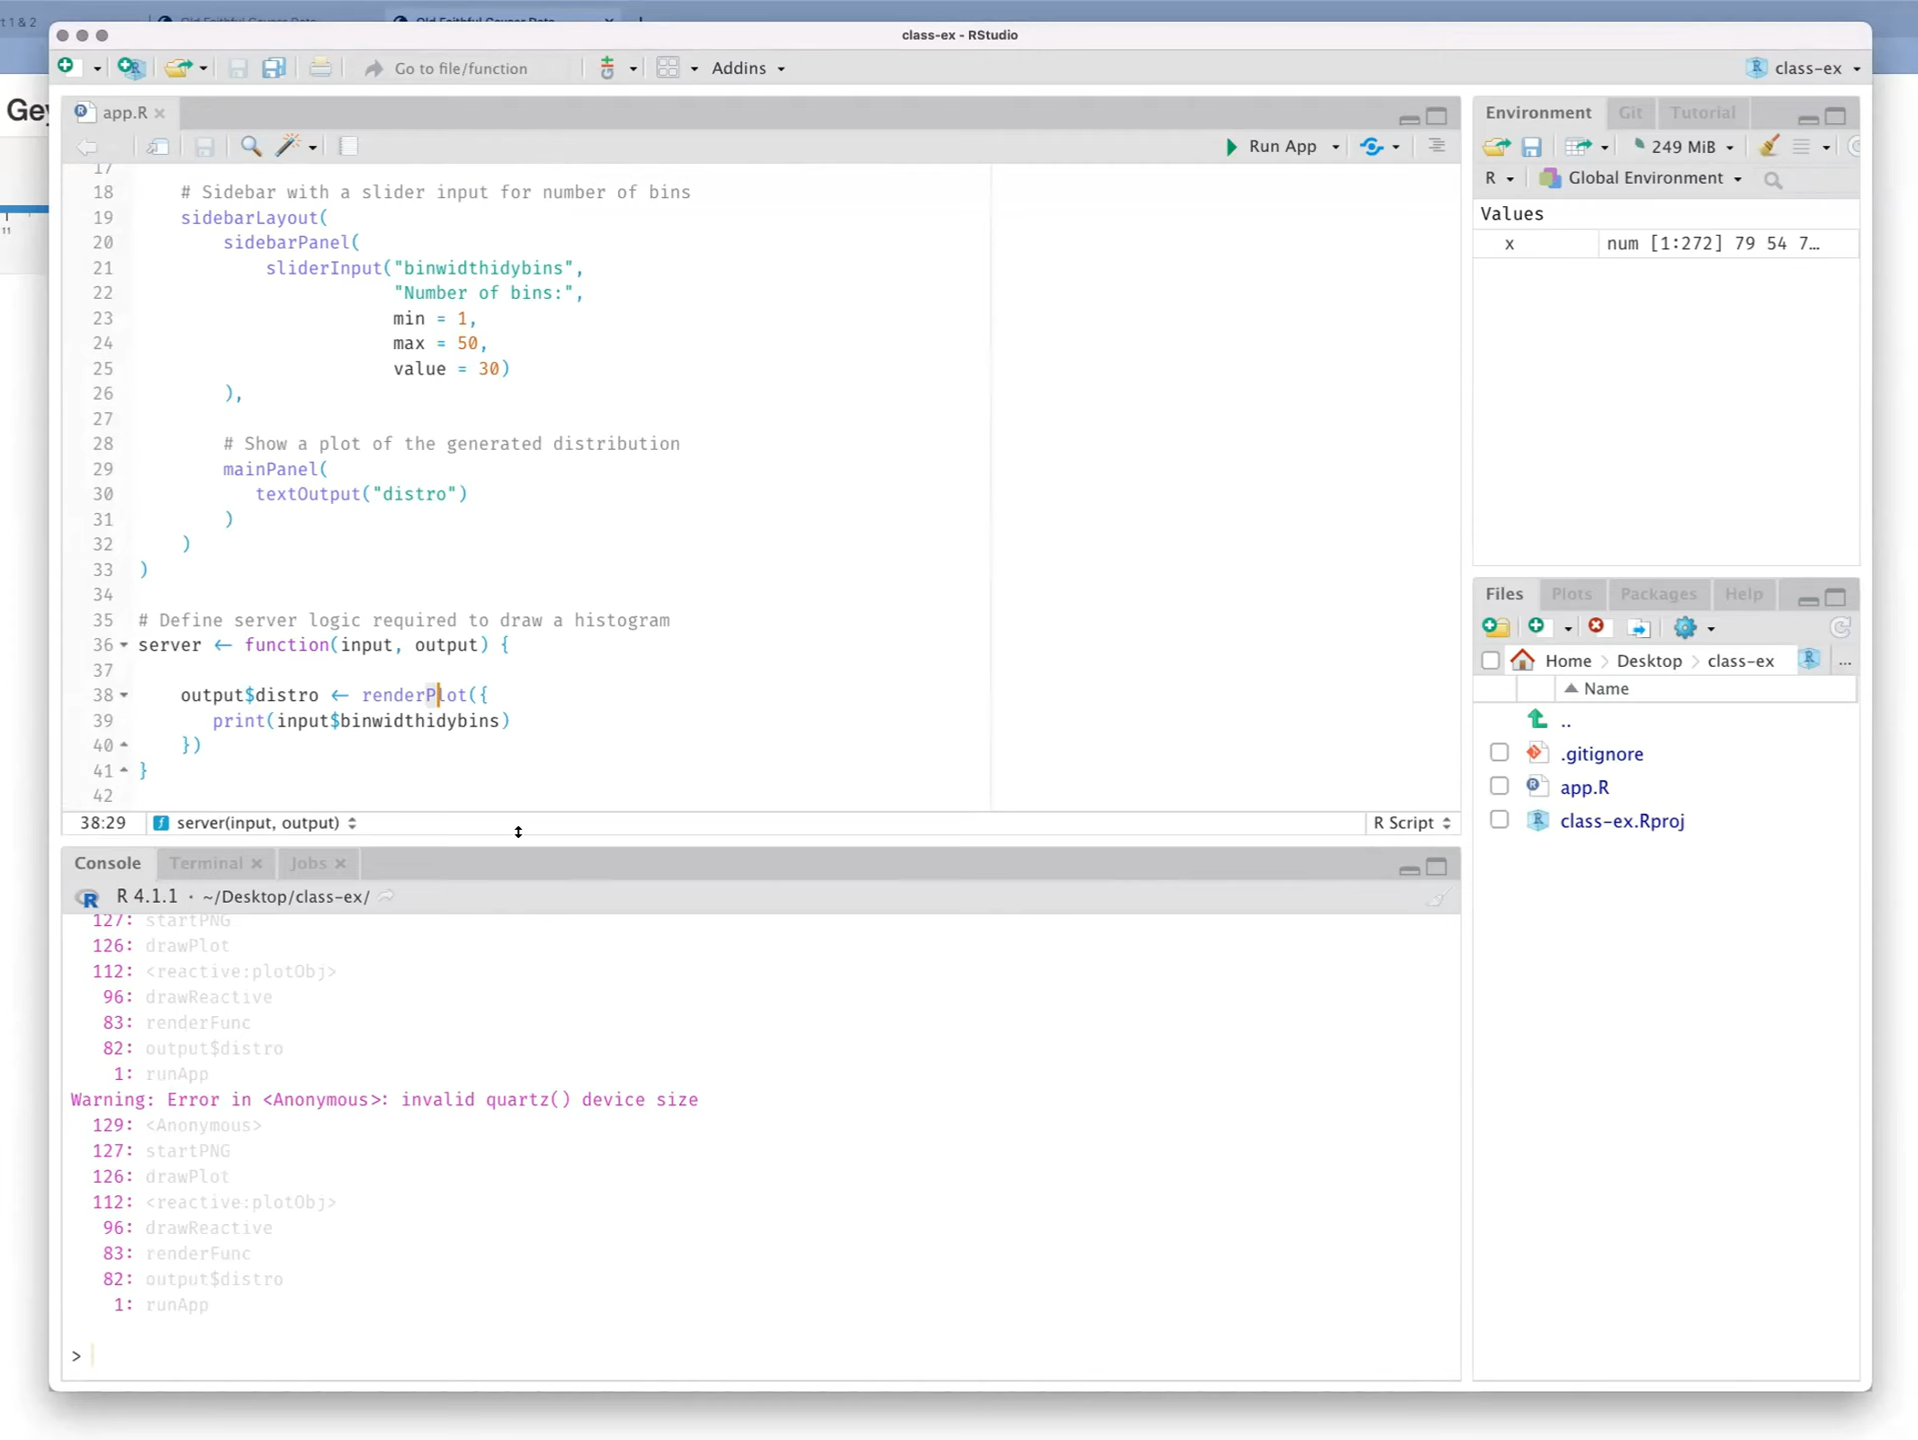 class-ex - RStudio
Go to file/function
Addins
class-ex
app.R
Run App
17
18 # Sidebar with a slider input for number of bins
19 sidebarLayout(
20 sidebarPanel(
21 sliderInput("binwidthidybins",
22 "Number of bins:",
23 min = 1,
24 max = 50,
25 value = 30)
26 ),
27
28 # Show a plot of the generated distribution
29 mainPanel(
30 textOutput("distro")
31 )
32 )
33 )
34
35 # Define server logic required to draw a histogram
36 server <- function(input, output) {
37
38 output$distro <- renderPlot({
39 print(input$binwidthidybins)
40 })
41 }
42
38:29 server(input, output) R Script
Console Terminal Jobs
R 4.1.1 · ~/Desktop/class-ex/
127: startPNG
126: drawPlot
112: <reactive:plotObj>
96: drawReactive
83: renderFunc
82: output$distro
1: runApp
Warning: Error in <Anonymous>: invalid quartz() device size
129: <Anonymous>
127: startPNG
126: drawPlot
112: <reactive:plotObj>
96: drawReactive
83: renderFunc
82: output$distro
1: runApp
>
Environment Git Tutorial
249 MiB
R Global Environment
Values
x num [1:272] 79 54 7…
Files Plots Packages Help
Home Desktop class-ex ...
Name
..
.gitignore
app.R
class-ex.Rproj